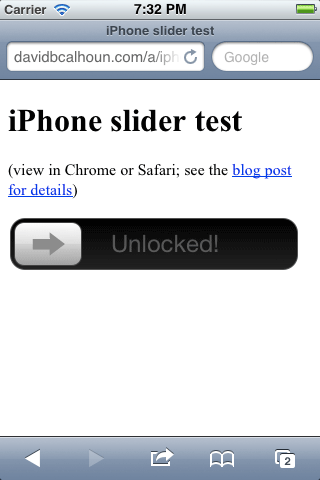 Carrier 7:32 PM
iPhone slider test
davidbcalhoun.com/a/iph Google
iPhone slider test
(view in Chrome or Safari; see the blog post
for details)
Unlocked!
2